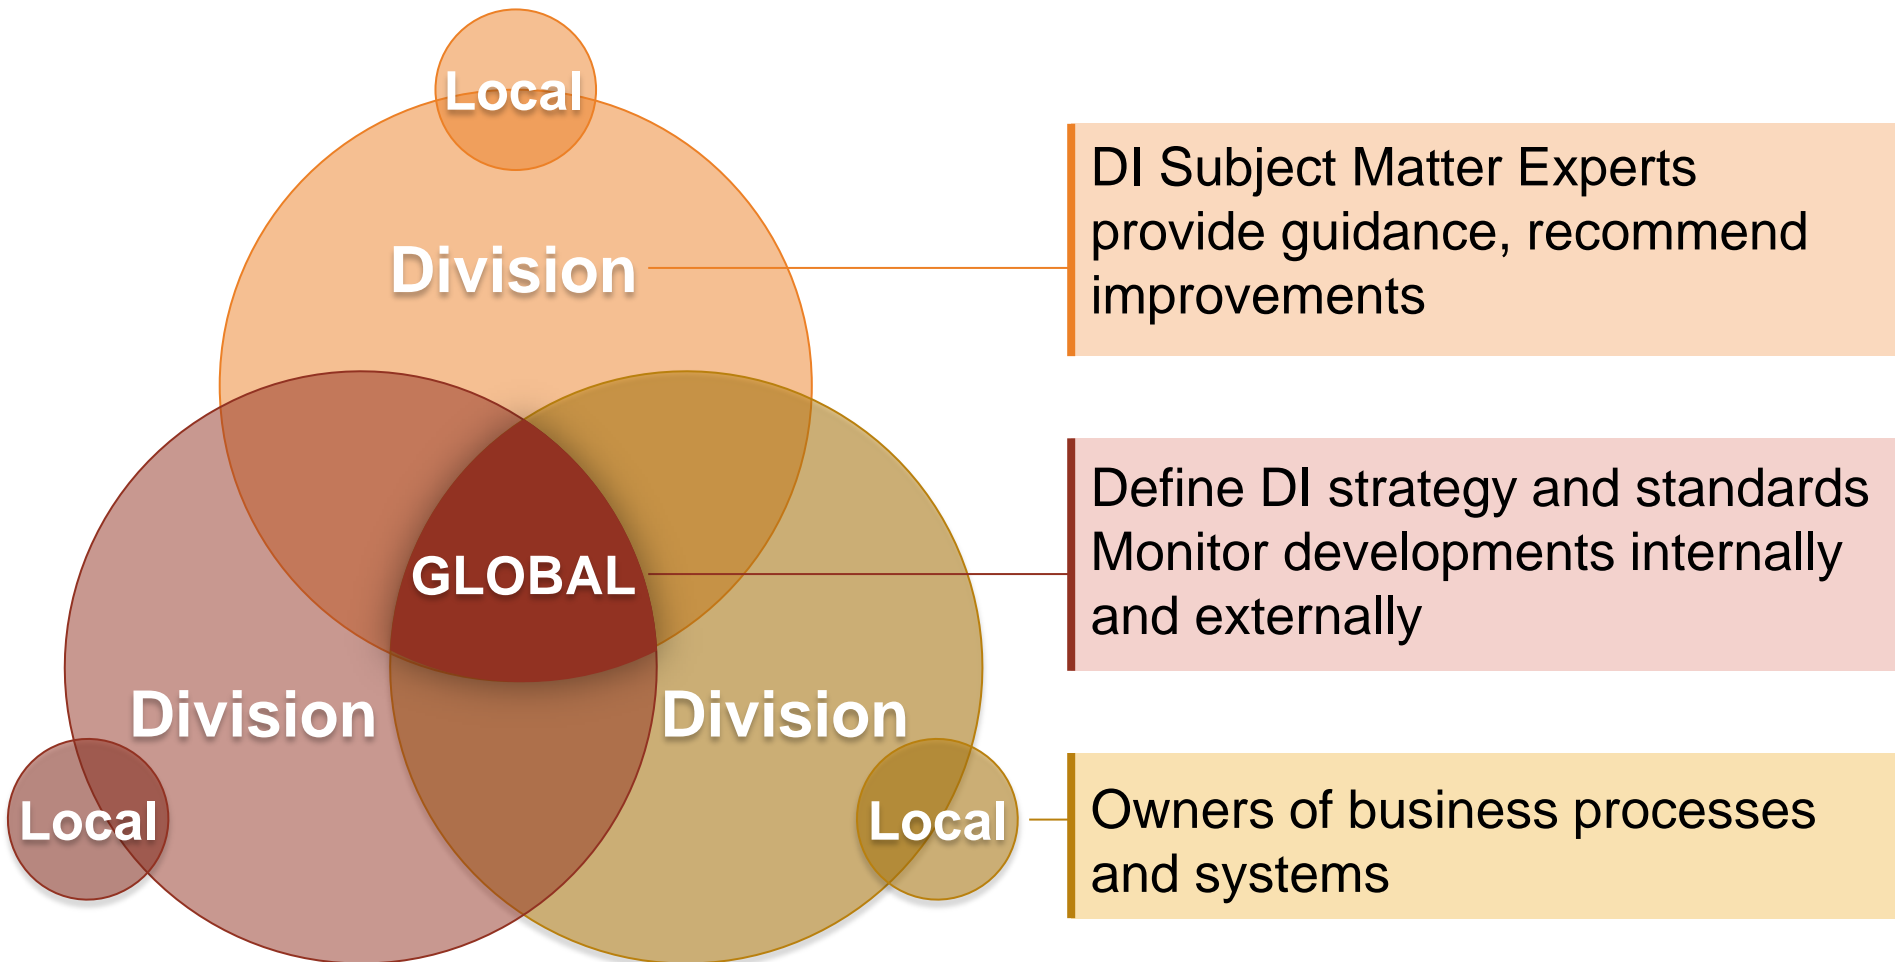 Local
Division
GLOBAL
Division
Division
Local
Local
DI Subject Matter Experts
provide guidance, recommend
improvements
Define DI strategy and standards
Monitor developments internally
and externally
Owners of business processes
and systems